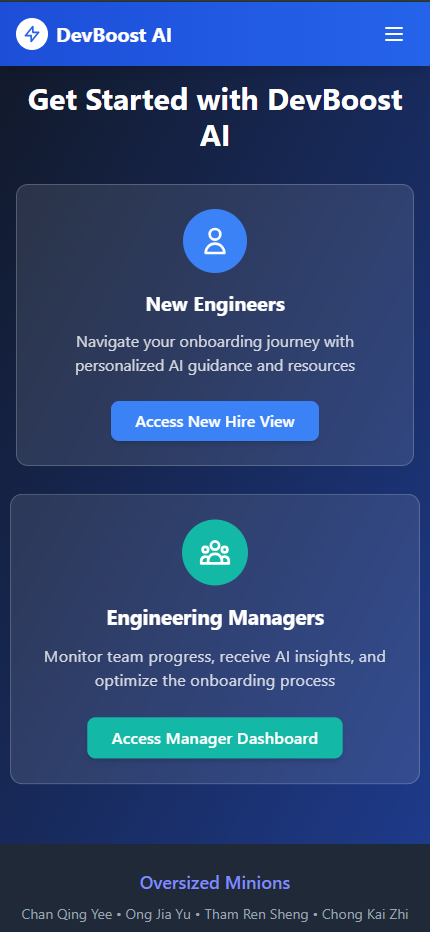 DevBoost AI
Get Started with DevBoost
AI
New Engineers
Navigate your onboarding journey with
personalized AI guidance and resources
Access New Hire View
Engineering Managers
Monitor team progress, receive AI insights, and
optimize the onboarding process
Access Manager Dashboard
Oversized Minions
Chan Qing Yee • Ong Jia Yu • Tham Ren Sheng • Chong Kai Zhi